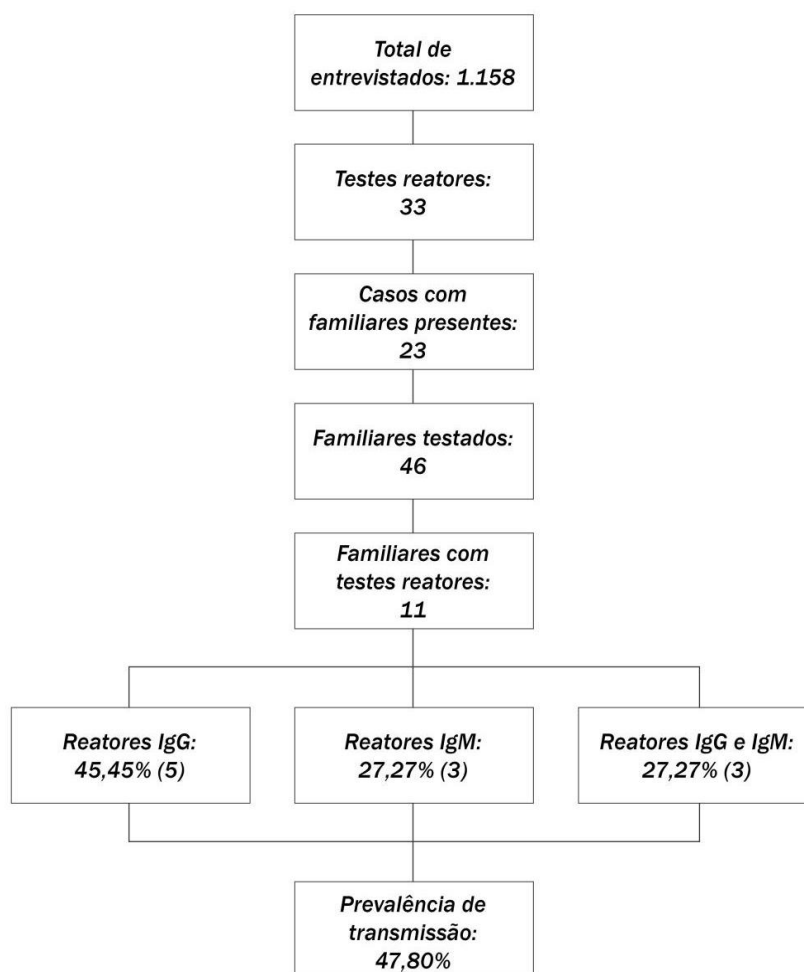 Total de
entrevistados: 1.158
Testes reatores:
33
Casos com
familiares presentes:
23
Familiares testados:
46
Familiares com
testes reatores:
11
Reatores IgG:
45,45% (5)
Reatores IgM:
27,27% (3)
Reatores IgG e IgM:
27,27% (3)
Prevalência de
transmissão:
47,80%